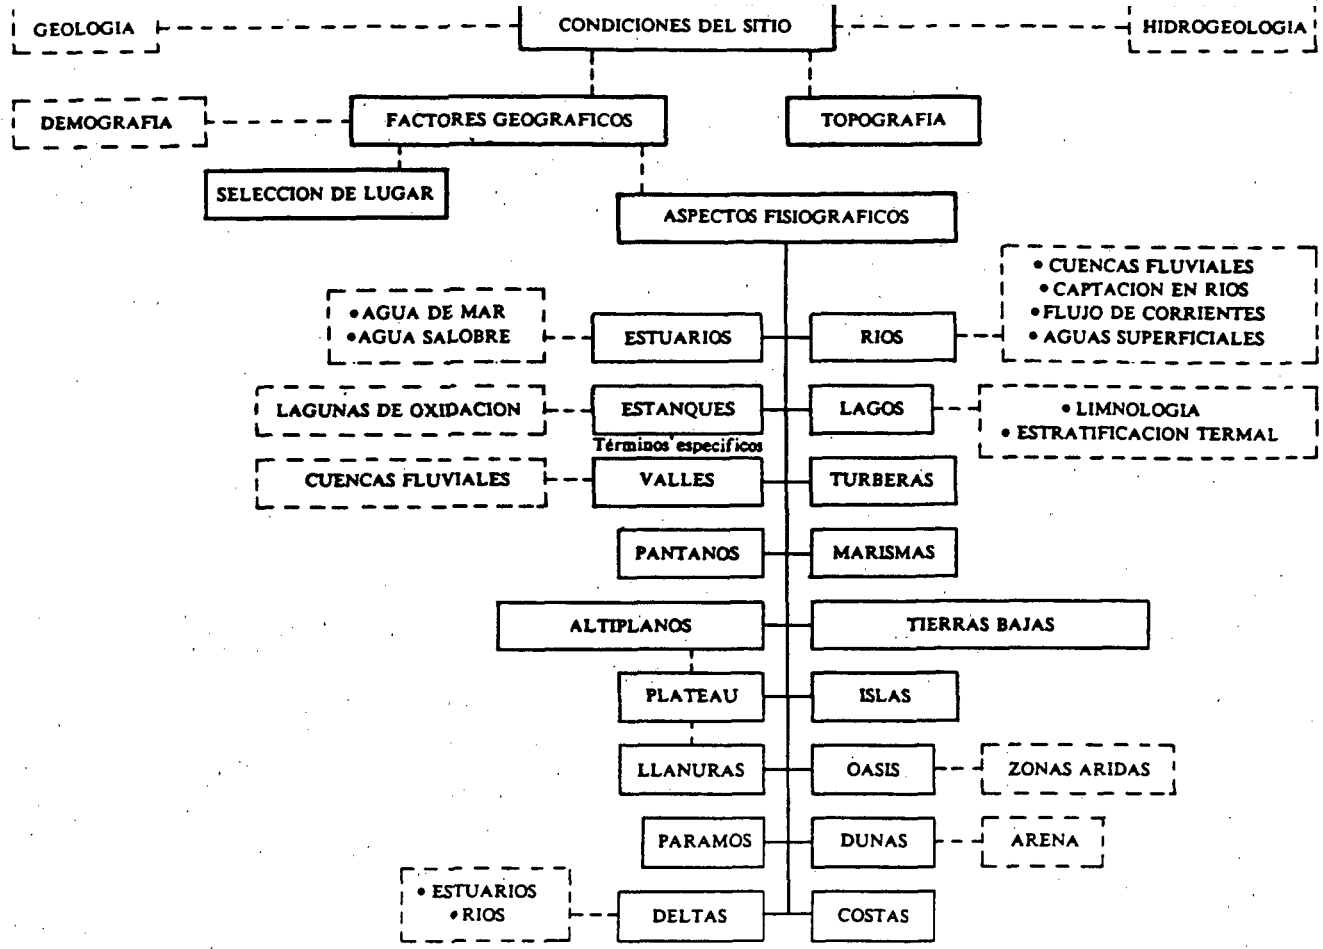 GEOLOGIA
CONDICIONES DEL SITIO
HIDROGEOLOGIA
DEMOGRAFIA
FACTORES GEOGRAFICOS
TOPOGRAFIA
SELECCION DE LUGAR
ASPECTOS FISIOGRAFICOS
• AGUA DE MAR
• AGUA SALOBRE
ESTUARIOS
RIOS
• CUENCAS FLUVIALES
• CAPTACION EN RIOS
• FLUJO DE CORRIENTES
• AGUAS SUPERFICIALES
LAGUNAS DE OXIDACION
ESTANQUES
Términos especificos
LAGOS
• LIMNOLOGIA
• ESTRATIFICACION TERMAL
CUENCAS FLUVIALES
VALLES
TURBERAS
PANTANOS
MARISMAS
ALTIPLANOS
TIERRAS BAJAS
PLATEAU
ISLAS
LLANURAS
OASIS
ZONAS ARIDAS
PARAMOS
DUNAS
ARENA
• ESTUARIOS
• RIOS
DELTAS
COSTAS